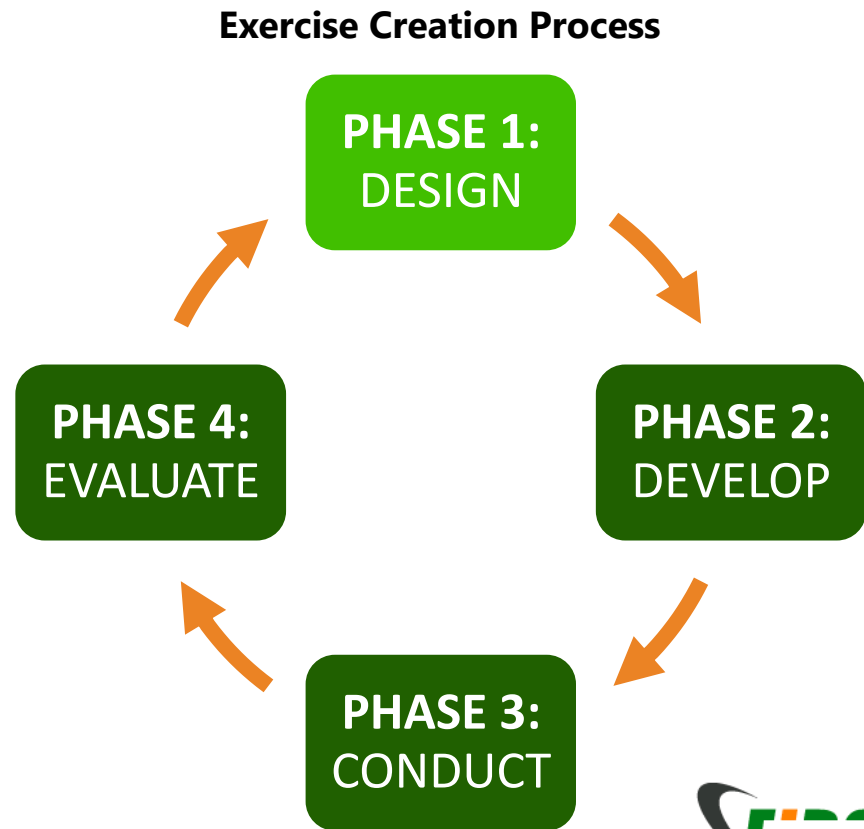 Exercise Creation Process
PHASE 1:
DESIGN
PHASE 2:
DEVELOP
PHASE 3:
CONDUCT
PHASE 4:
EVALUATE